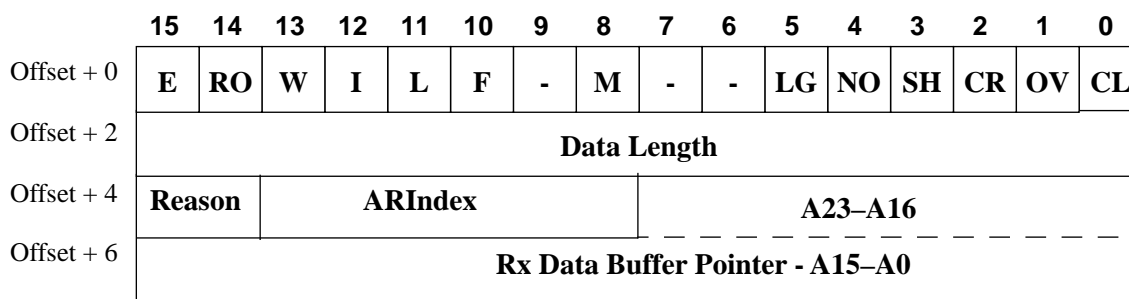 15 14 13 12 11 10 9 8 7 6 5 4 3 2 1 0
Offset + 0 E RO W I L F - M - - LG NO SH CR OV CL
Offset + 2 Data Length
Offset + 4 Reason ARIndex A23–A16
Offset + 6 Rx Data Buffer Pointer - A15–A0